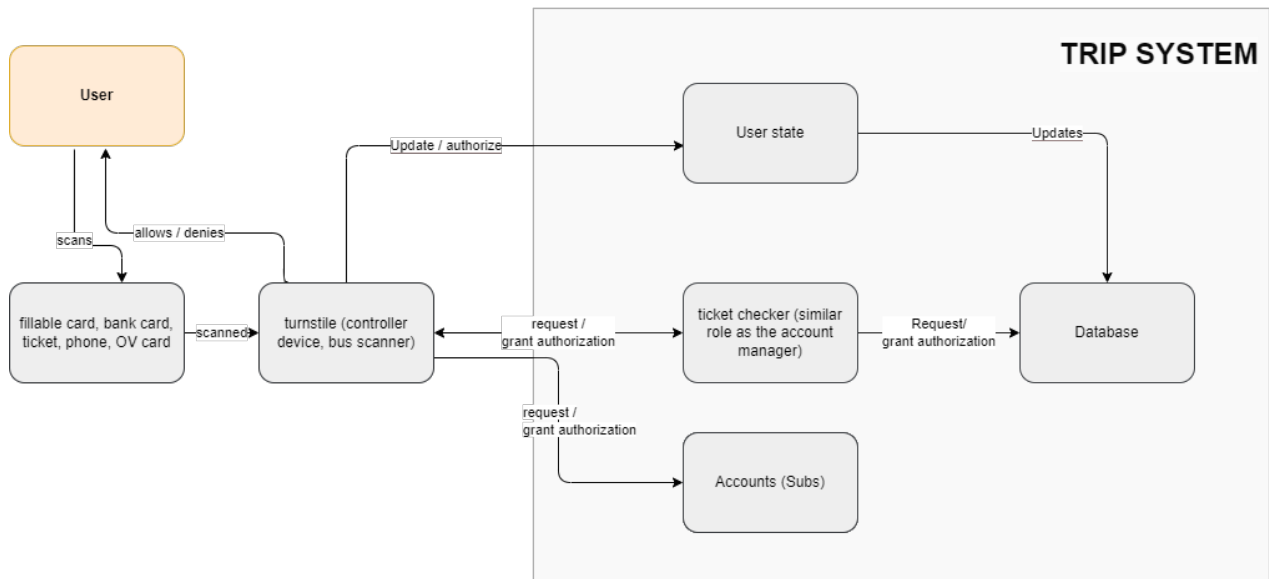 TRIP SYSTEM
User
User state
Update / authorize
Updates
allows / denies
scans
fillable card, bank card,
ticket, phone, OV card
scanned
turnstile (controller
device, bus scanner)
request /
grant authorization
ticket checker (similar
role as the account
manager)
Request/
grant authorization
Database
request /
grant authorization
Accounts (Subs)